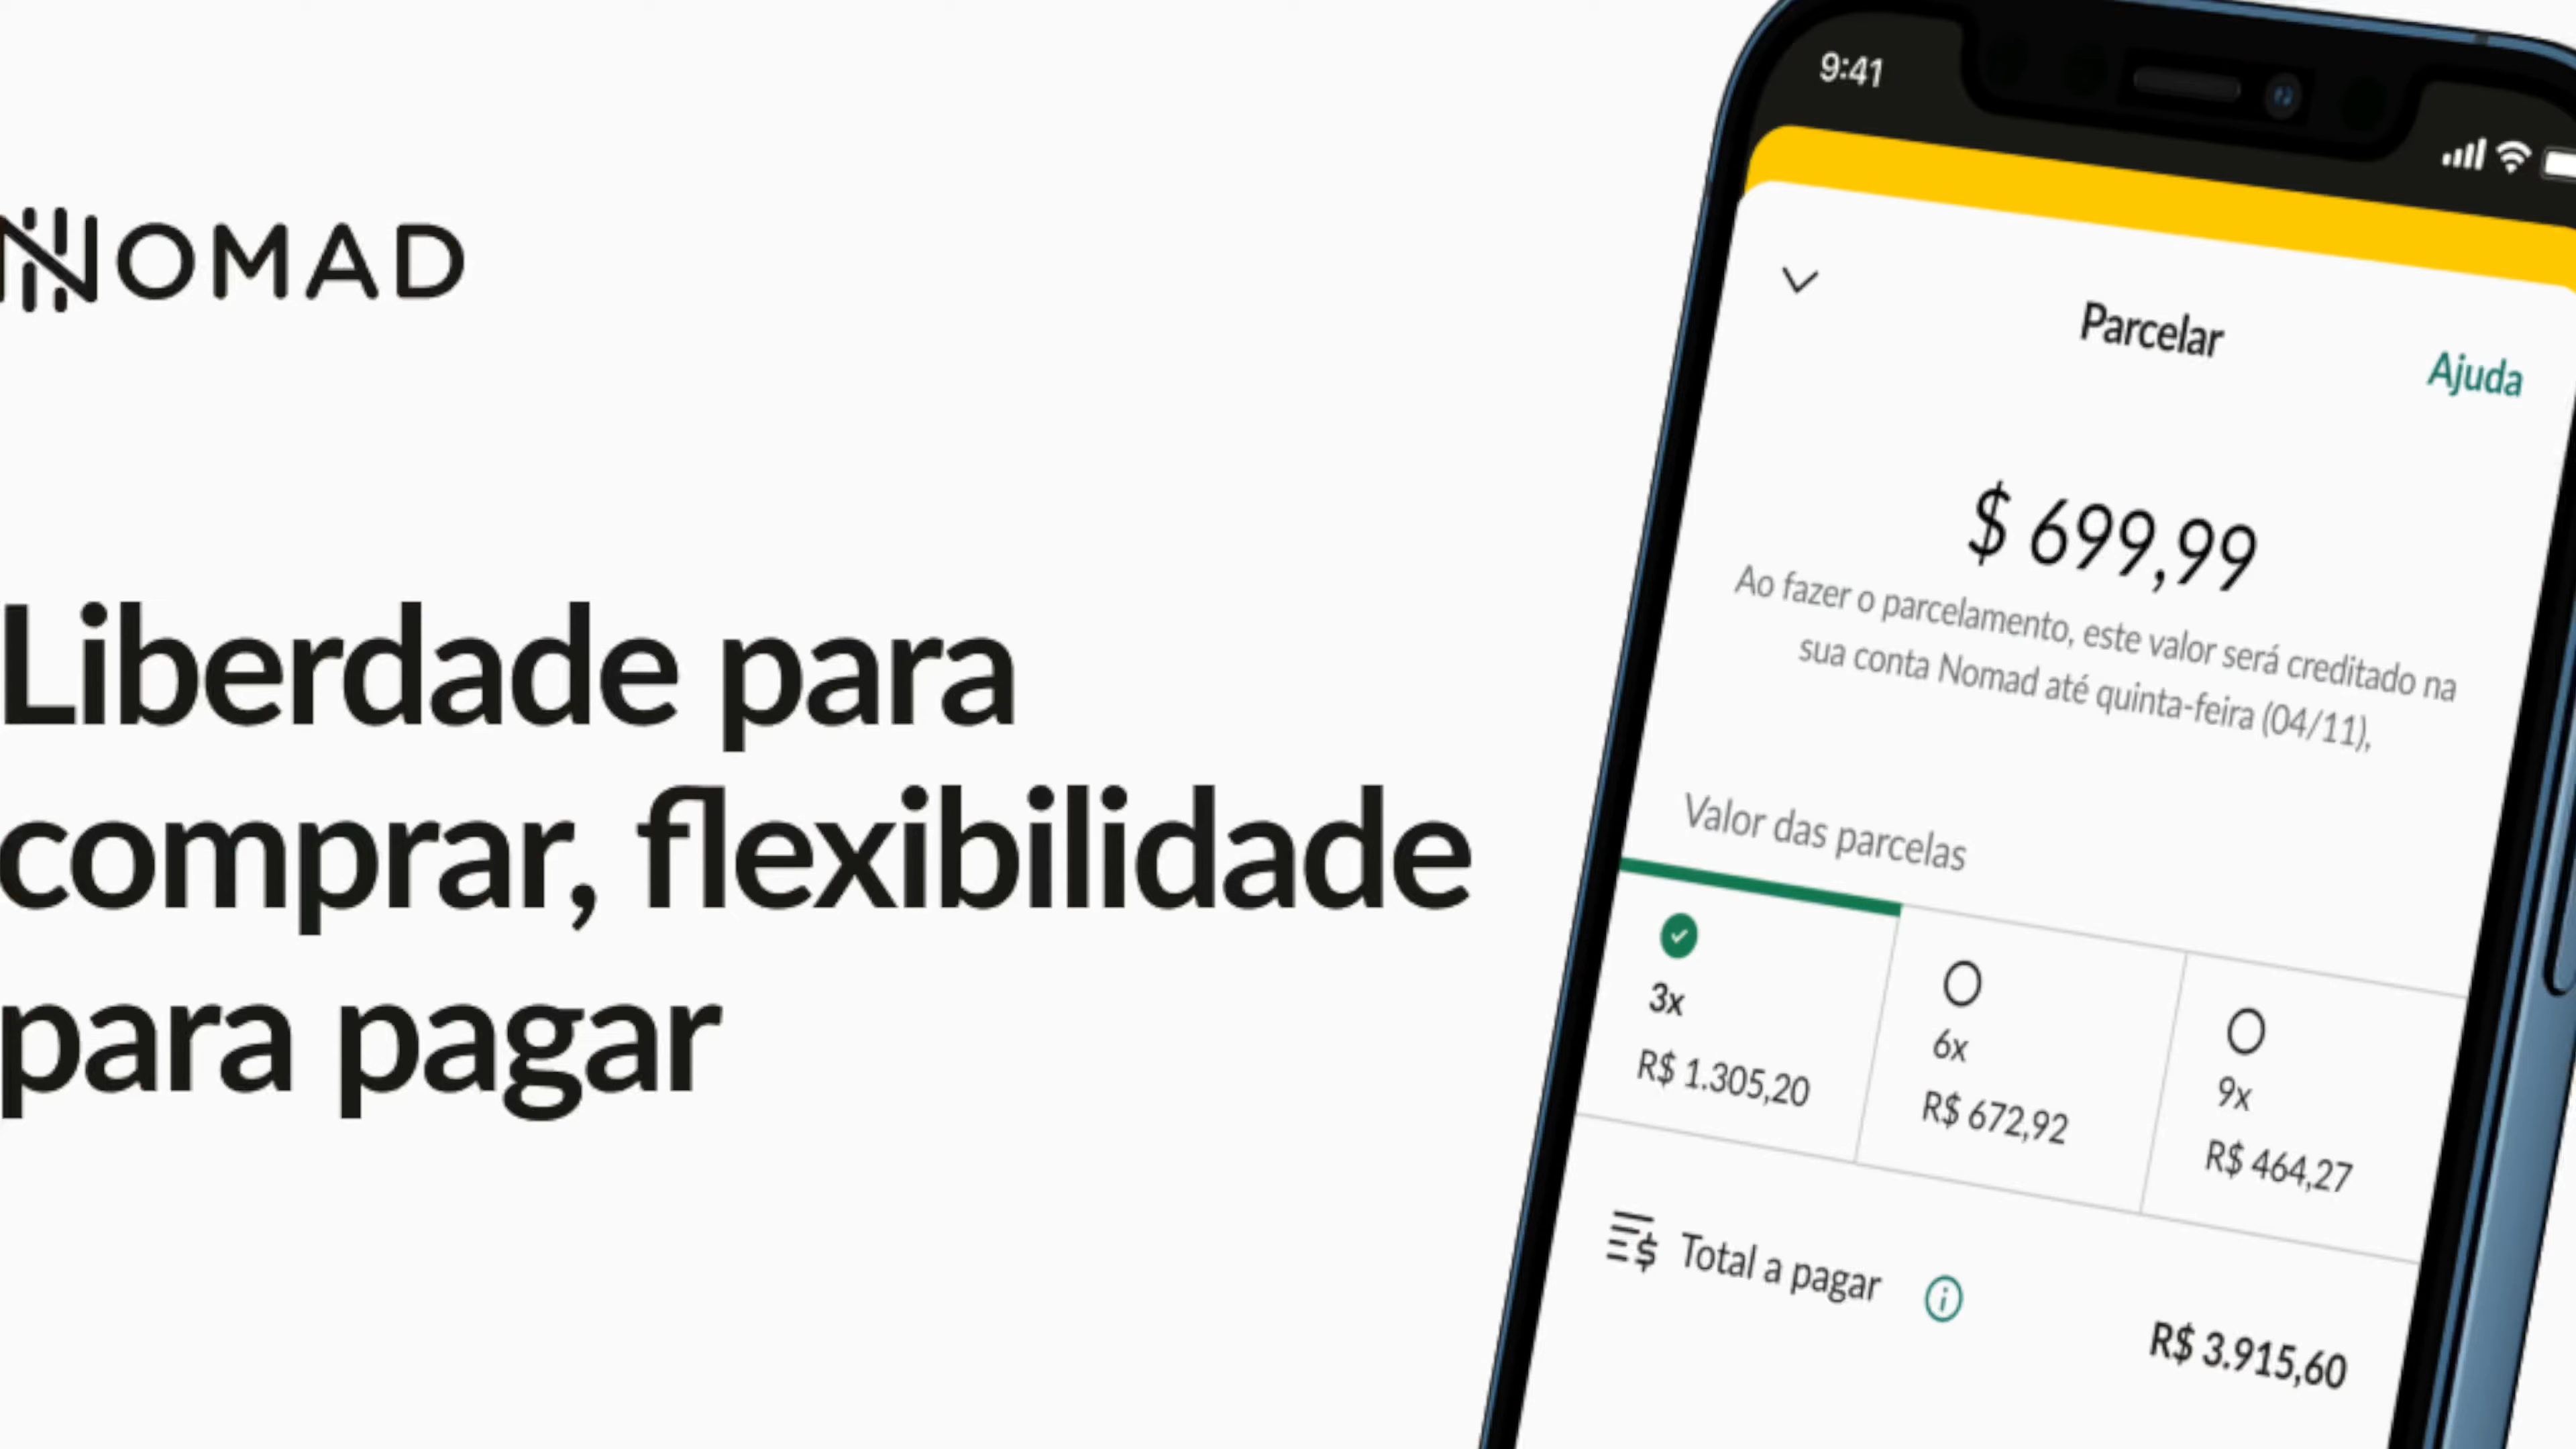 NOMAD
Liberdade para
comprar, flexibilidade
para pagar
9:41
Parcelar
Ajuda
$ 699,99
Ao fazer o parcelamento, este valor será creditado na
sua conta Nomad até quinta-feira (04/11),
Valor das parcelas
3x
R$ 1.305,20
6x
R$ 672,92
9x
R$ 464,27
Total a pagar
R$ 3.915,60